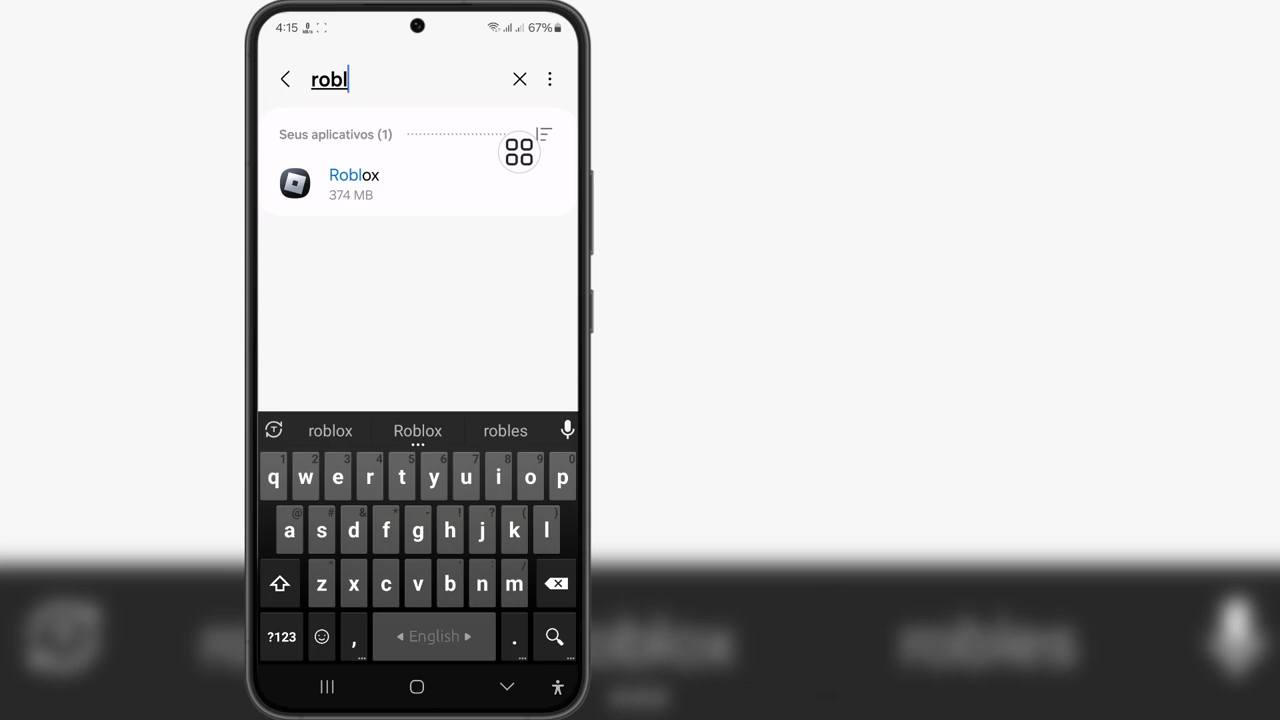 4:15 67%
robl
Seus aplicativos (1)
Roblox
374 MB
roblox Roblox robles
1 2 3 4 5 6 7 8 9 0
q w e r t y u i o p
@ # & * - ! ? ( )
a s d f g h j k l
z x c v b n m
?123 , English .
robles